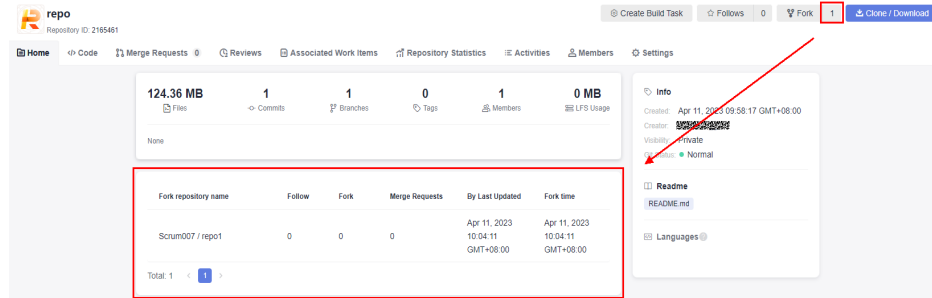 repo
Repository ID: 2165461
Create Build Task Follows 0 Fork 1 Clone / Download
Home Code Merge Requests 0 Reviews Associated Work Items Repository Statistics Activities Members Settings
124.36 MB 1 1 0 1 0 MB
Files Commits Branches Tags Members LFS Usage
None
Info
Created: Apr 11, 2023 09:58:17 GMT+08:00
Creator:
Visibility: Private
Status: Normal
Readme
README.md
Languages
Fork repository name Follow Fork Merge Requests By Last Updated Fork time
Scrum007 / repo1 0 0 0 Apr 11, 2023 10:04:11 GMT+08:00 Apr 11, 2023 10:04:11 GMT+08:00
Total: 1 < 1 >